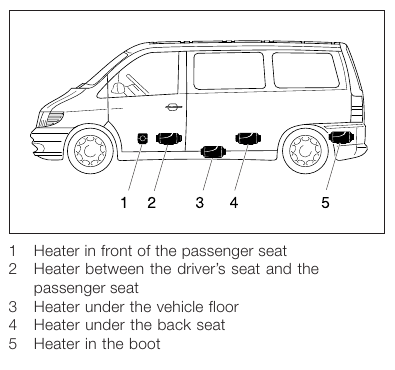 1 2 3 4 5
1 Heater in front of the passenger seat
2 Heater between the driver's seat and the
passenger seat
3 Heater under the vehicle floor
4 Heater under the back seat
5 Heater in the boot